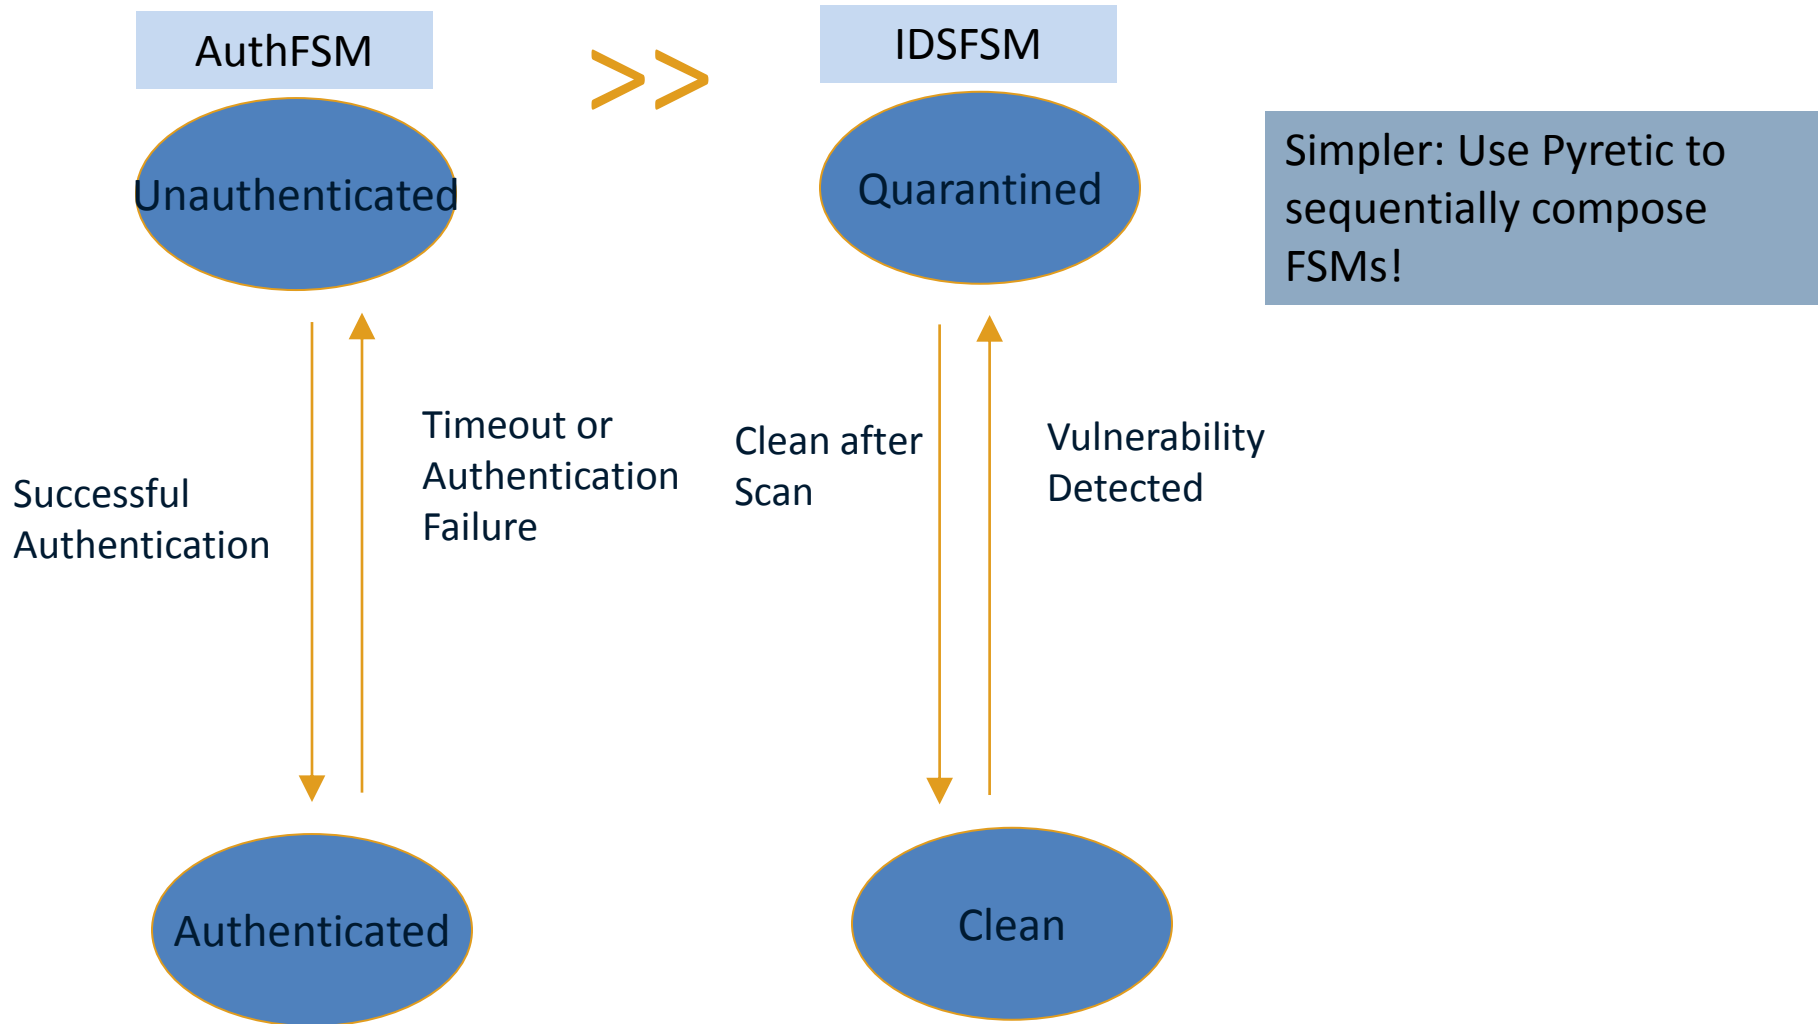 AuthFSM
>>
IDSFSM
Unauthenticated
Quarantined
Simpler: Use Pyretic to
sequentially compose
FSMs!
Successful
Authentication
Timeout or
Authentication
Failure
Clean after
Scan
Vulnerability
Detected
Authenticated
Clean